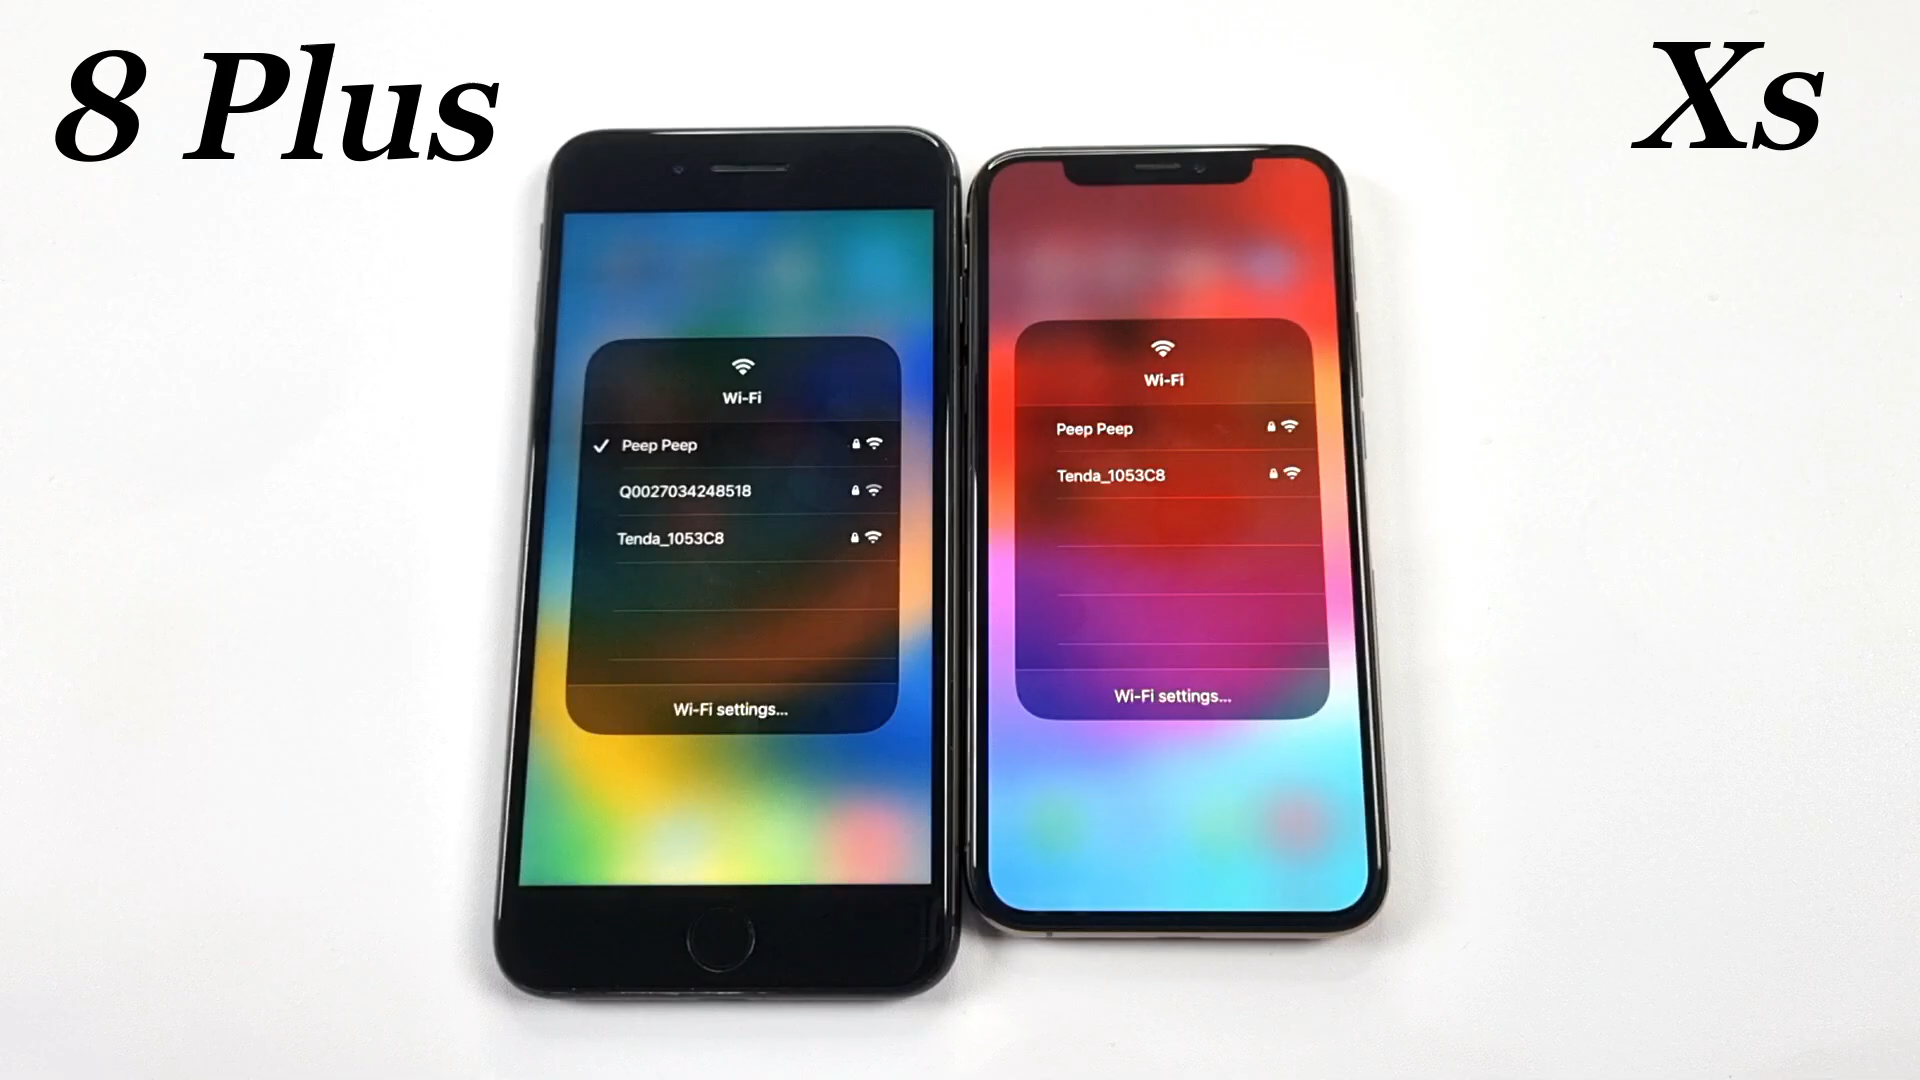 8 Plus
Xs
Wi-Fi
Peep Peep
Q0027034248518
Tenda_1053C8
Wi-Fi settings...
Wi-Fi
Peep Peep
Tenda_1053C8
Wi-Fi settings...